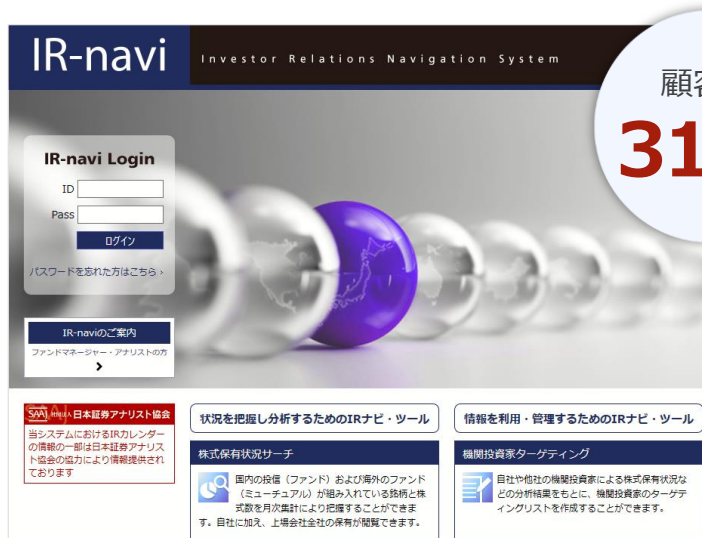 IR-navi
Investor Relations Navigation System
顧客
31
IR-navi Login
ID
Pass
ログイン
パスワードを忘れた方はこちら ›
IR-naviのご案内
ファンドマネージャー・アナリストの方
SAAJ 日本証券アナリスト協会
当システムにおけるIRカレンダー
の情報の一部は日本証券アナリス
ト協会の協力により情報提供され
ております
状況を把握し分析するためのIRナビ・ツール
株式保有状況サーチ
国内の投信（ファンド）および海外のファンド
（ミューチュアル）が組み入れている銘柄と株
式数を月次集計により把握することができま
す。自社に加え、上場会社全社の保有が閲覧できます。
情報を利用・管理するためのIRナビ・ツール
機関投資家ターゲティング
自社や他社の機関投資家による株式保有状況な
どの分析結果をもとに、機関投資家のターゲテ
ィングリストを作成することができます。